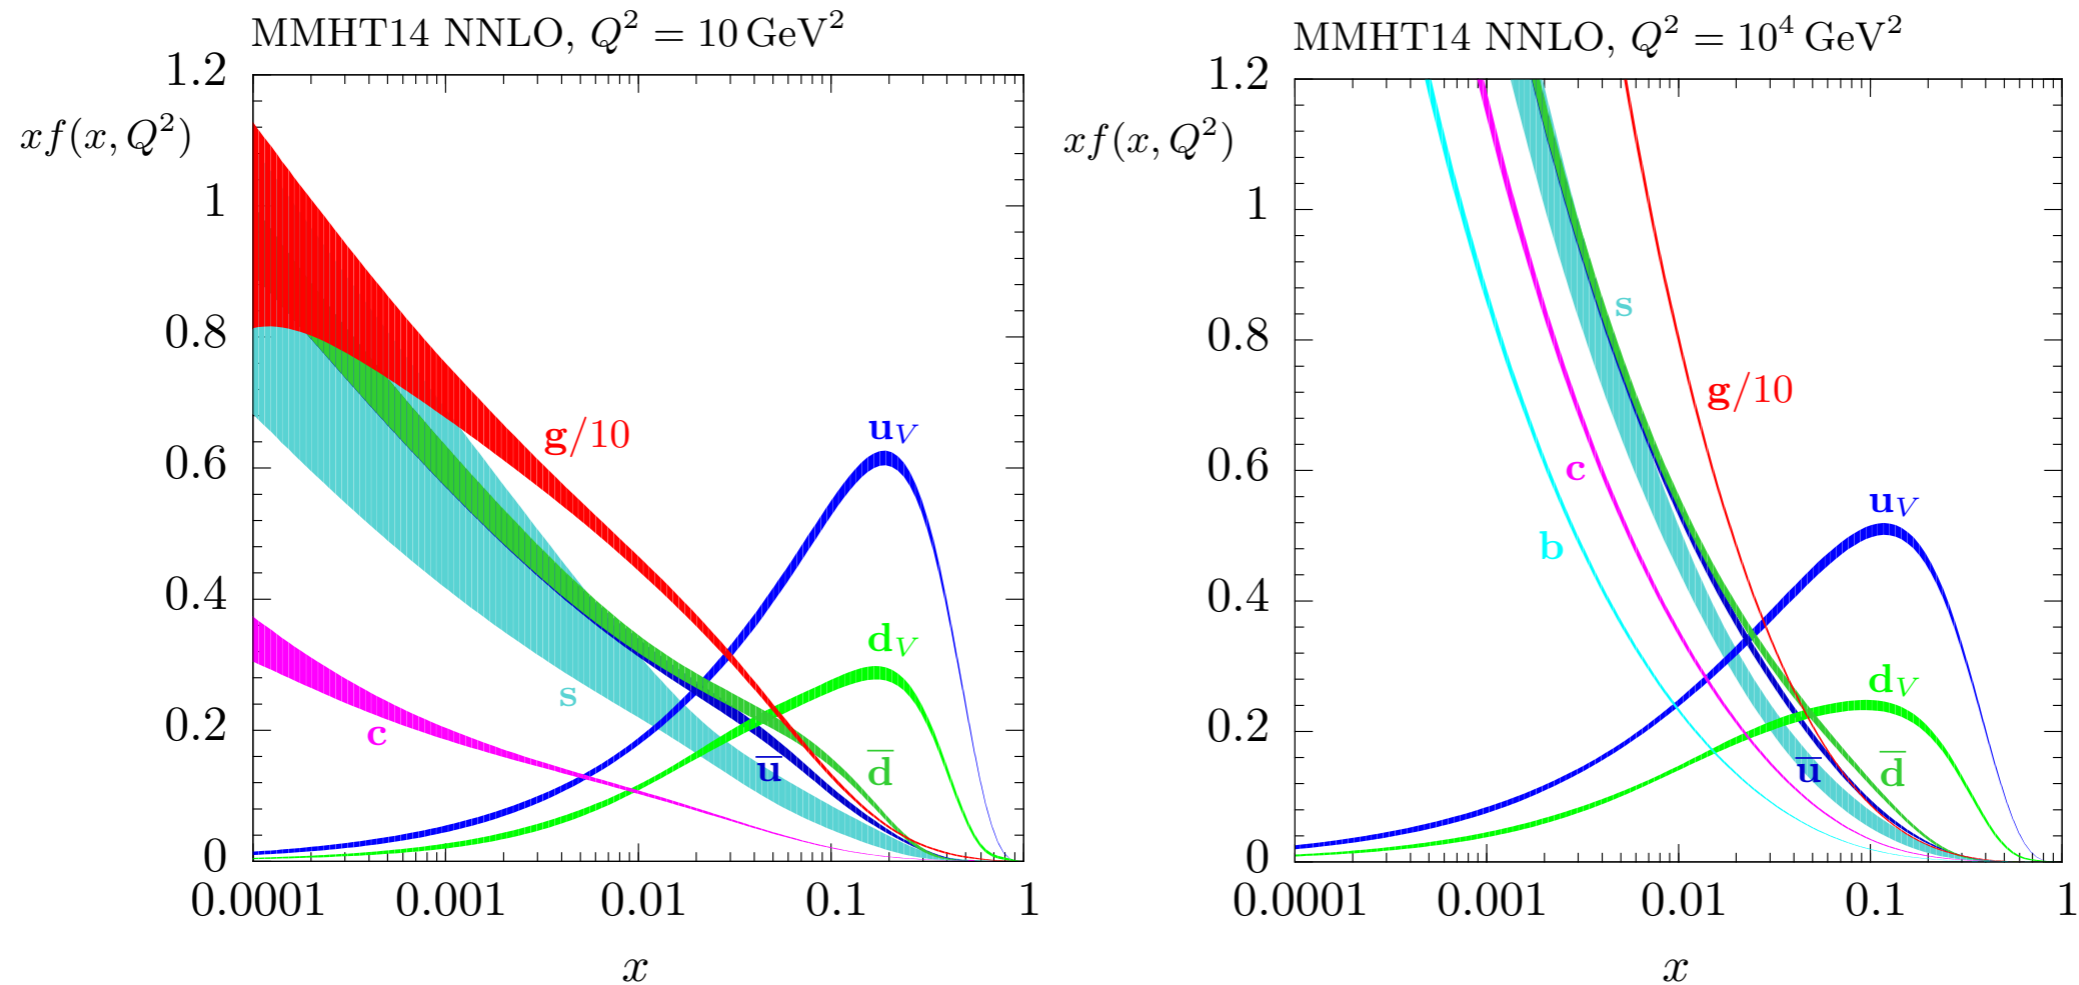 MMHT14 NNLO, Q² = 10 GeV²
xf(x, Q²)
1.2
1
0.8
0.6
0.4
0.2
0
0.0001 0.001 0.01 0.1 1
x
g/10
u_V
d_V
s
c
u̅
d̅
MMHT14 NNLO, Q² = 10⁴ GeV²
xf(x, Q²)
1.2
1
0.8
0.6
0.4
0.2
0
0.0001 0.001 0.01 0.1 1
x
s
g/10
c
b
u_V
d_V
u̅
d̅